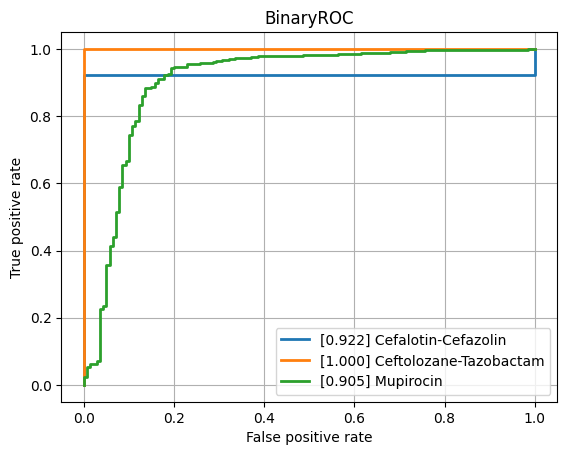 BinaryROC
True positive rate
1.0
0.8
0.6
0.4
0.2
0.0
[0.922] Cefalotin-Cefazolin
[1.000] Ceftolozane-Tazobactam
[0.905] Mupirocin
0.0 0.2 0.4 0.6 0.8 1.0
False positive rate